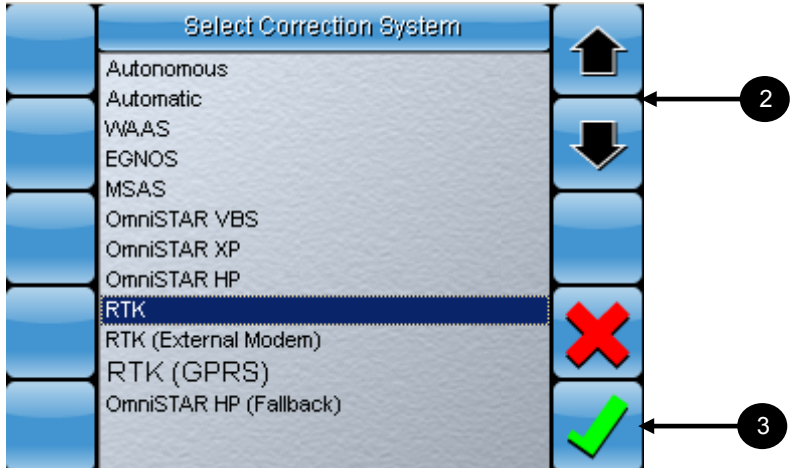 Select Correction System
Autonomous
Automatic
WAAS
EGNOS
MSAS
OmniSTAR VBS
OmniSTAR XP
OmniSTAR HP
RTK
RTK (External Modem)
RTK (GPRS)
OmniSTAR HP (Fallback)
2
3